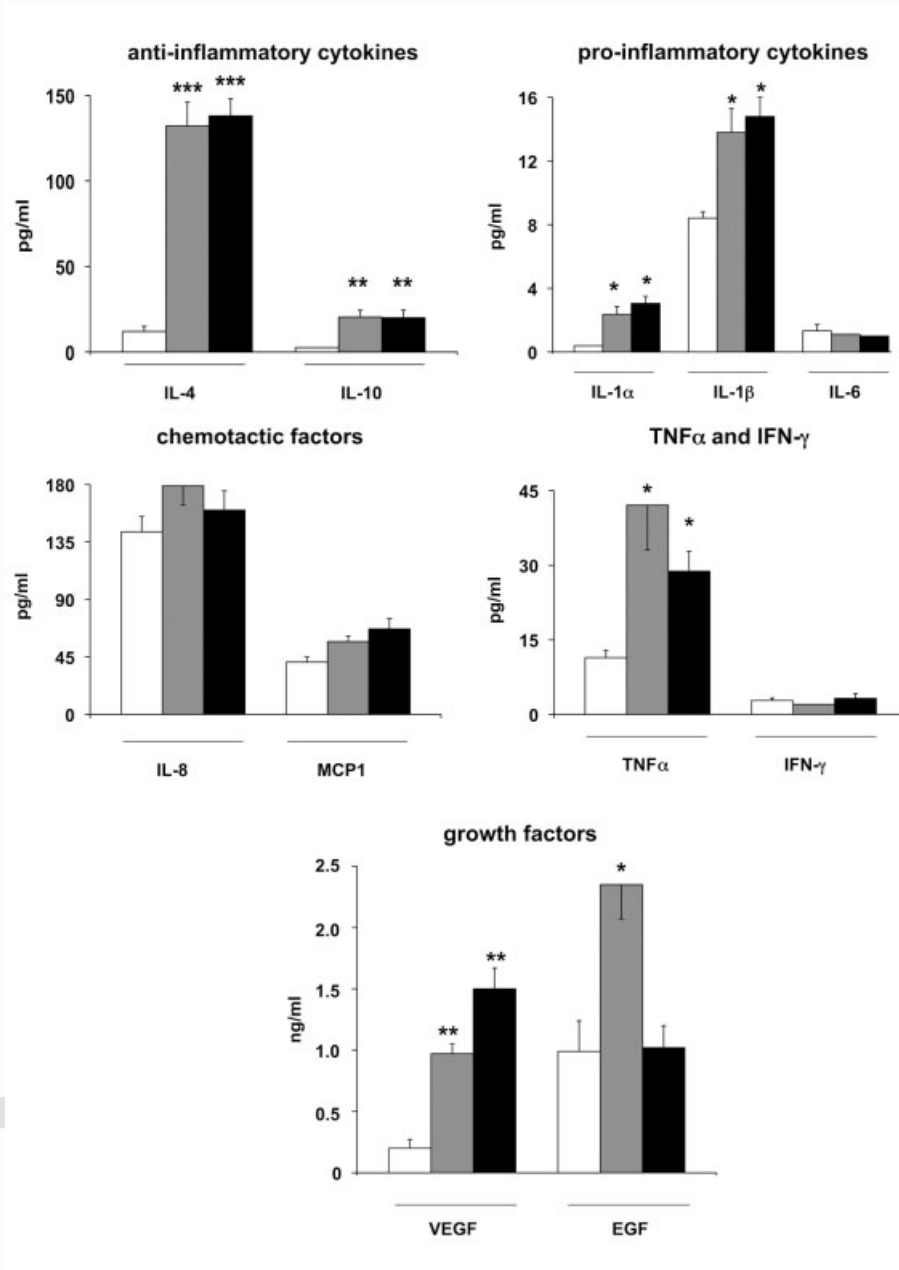 anti-inflammatory cytokines
pro-inflammatory cytokines
150
100
50
0
pg/ml
*** ***
** **
IL-4 IL-10
16
12
8
4
0
pg/ml
* *
* *
IL-1α IL-1β IL-6
chemotactic factors
TNFα and IFN-γ
180
135
90
45
0
pg/ml
IL-8 MCP1
45
30
15
0
pg/ml
*
*
TNFα IFN-γ
growth factors
2.5
2.0
1.5
1.0
0.5
0
ng/ml
*
**
**
VEGF EGF